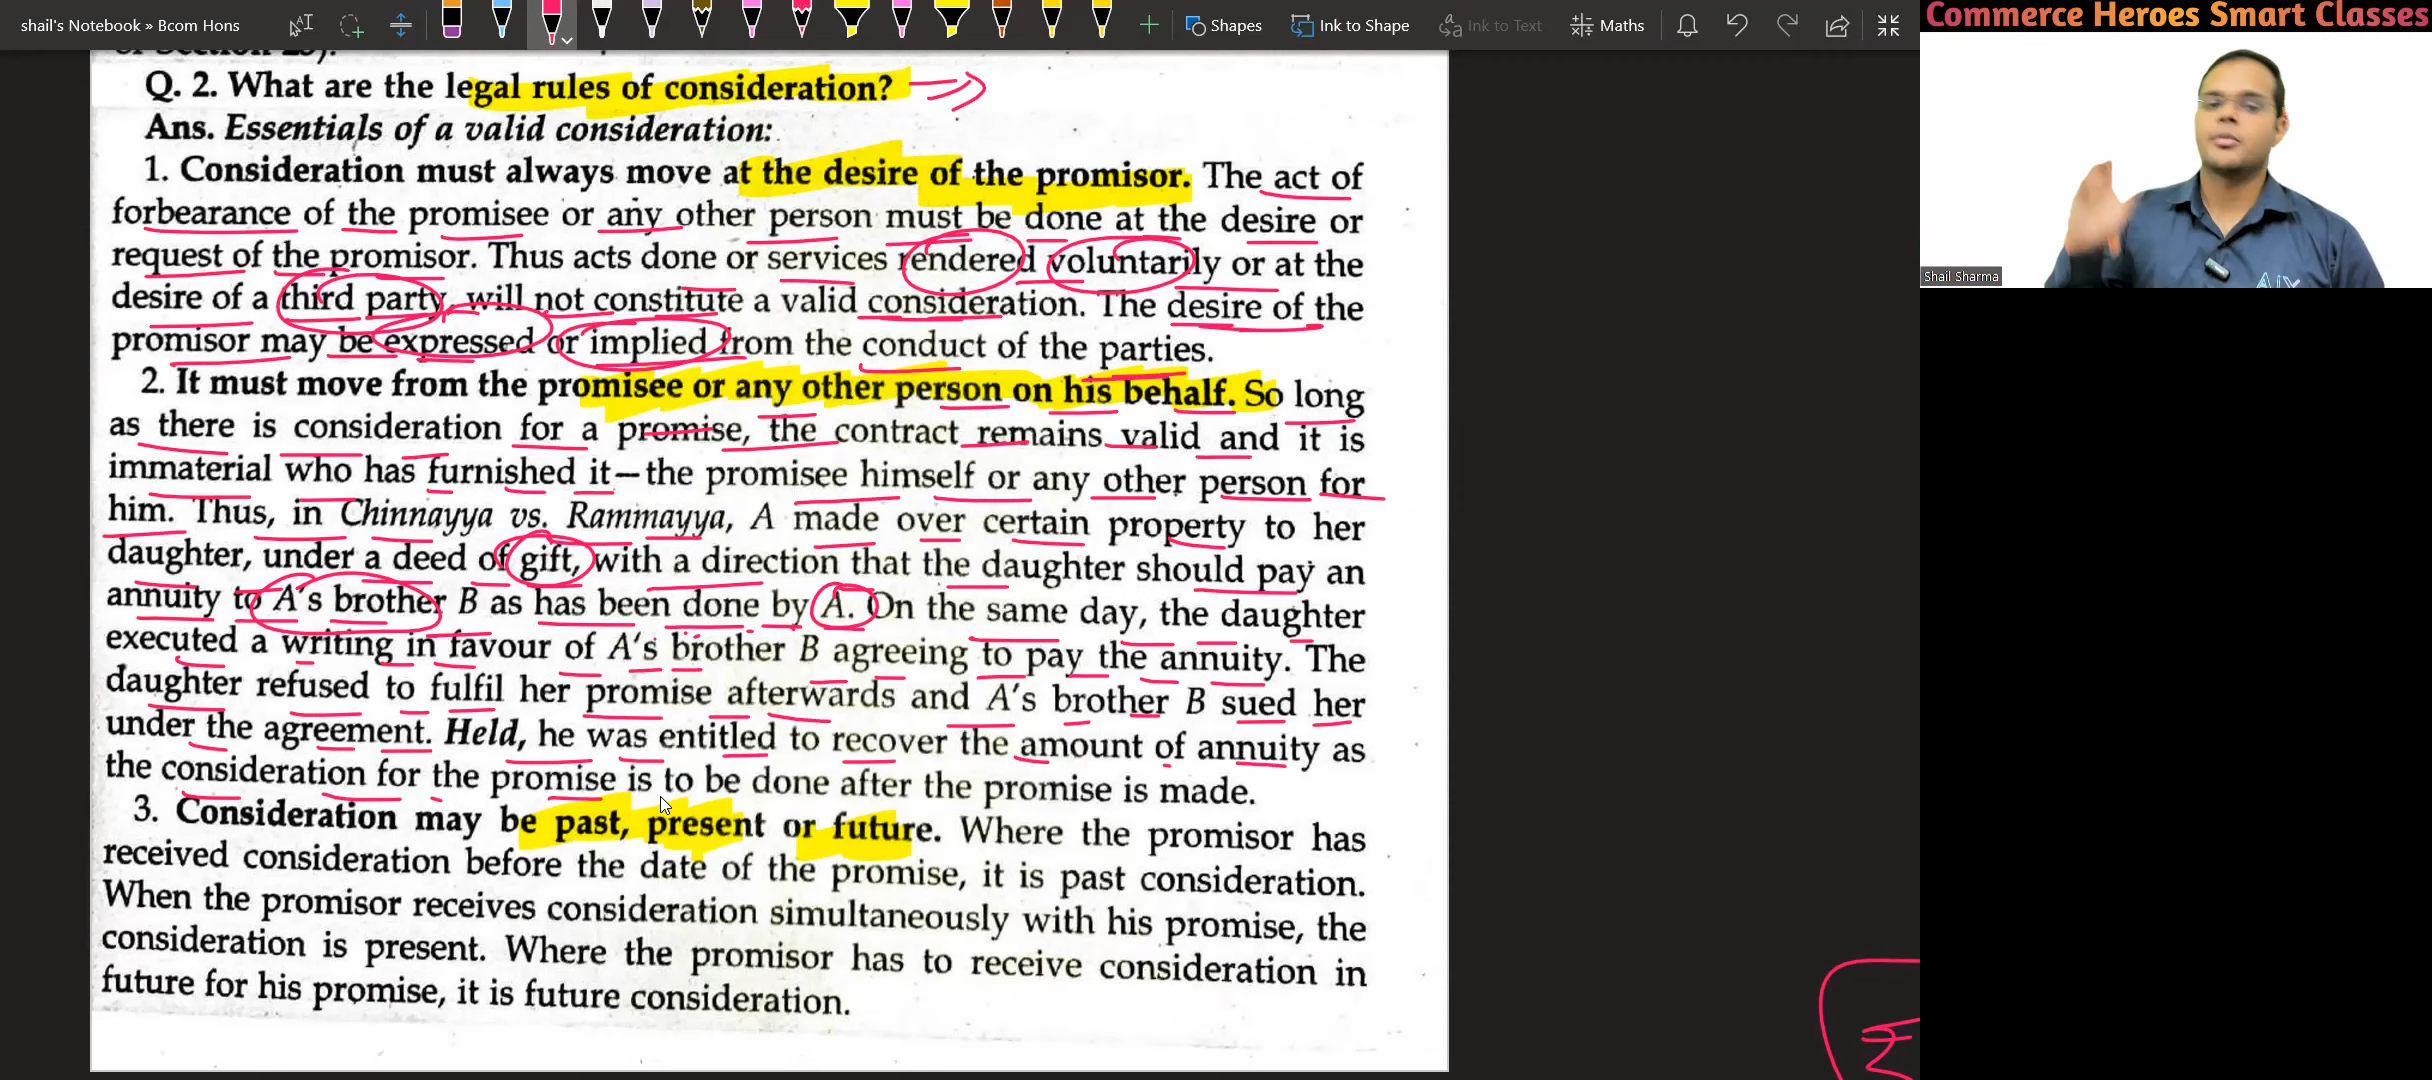 shail's Notebook » Bcom Hons
Shapes
Ink to Shape
Ink to Text
Maths
Commerce Heroes Smart Classes
Q. 2. What are the legal rules of consideration?
Ans. Essentials of a valid consideration:
1. Consideration must always move at the desire of the promisor. The act of
forbearance of the promisee or any other person must be done at the desire or
request of the promisor. Thus acts done or services rendered voluntarily or at the
desire of a third party, will not constitute a valid consideration. The desire of the
promisor may be expressed or implied from the conduct of the parties.
2. It must move from the promisee or any other person on his behalf. So long
as there is consideration for a promise, the contract remains valid and it is
immaterial who has furnished it—the promisee himself or any other person for
him. Thus, in Chinnayya vs. Rammayya, A made over certain property to her
daughter, under a deed of gift, with a direction that the daughter should pay an
annuity to A's brother B as has been done by A. On the same day, the daughter
executed a writing in favour of A's brother B agreeing to pay the annuity. The
daughter refused to fulfil her promise afterwards and A's brother B sued her
under the agreement. Held, he was entitled to recover the amount of annuity as
the consideration for the promise is to be done after the promise is made.
3. Consideration may be past, present or future. Where the promisor has
received consideration before the date of the promise, it is past consideration.
When the promisor receives consideration simultaneously with his promise, the
consideration is present. Where the promisor has to receive consideration in
future for his promise, it is future consideration.
Shail Sharma